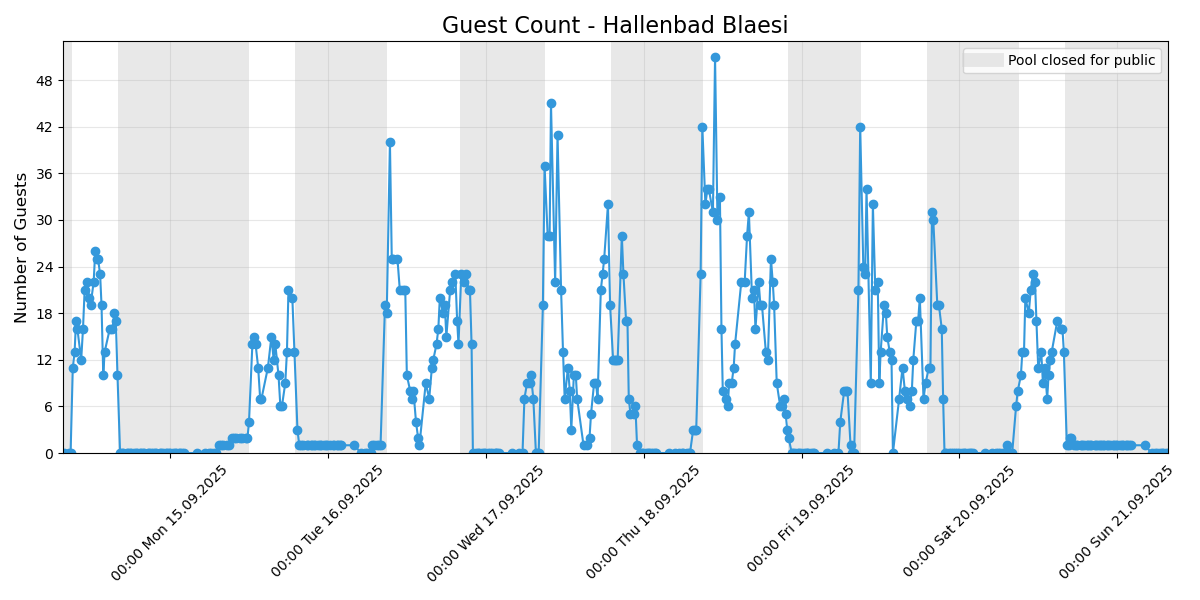 Guest Count - Hallenbad Blaesi
Pool closed for public
Number of Guests
48
42
36
30
24
18
12
6
0
00:00 Mon 15.09.2025
00:00 Tue 16.09.2025
00:00 Wed 17.09.2025
00:00 Thu 18.09.2025
00:00 Fri 19.09.2025
00:00 Sat 20.09.2025
00:00 Sun 21.09.2025